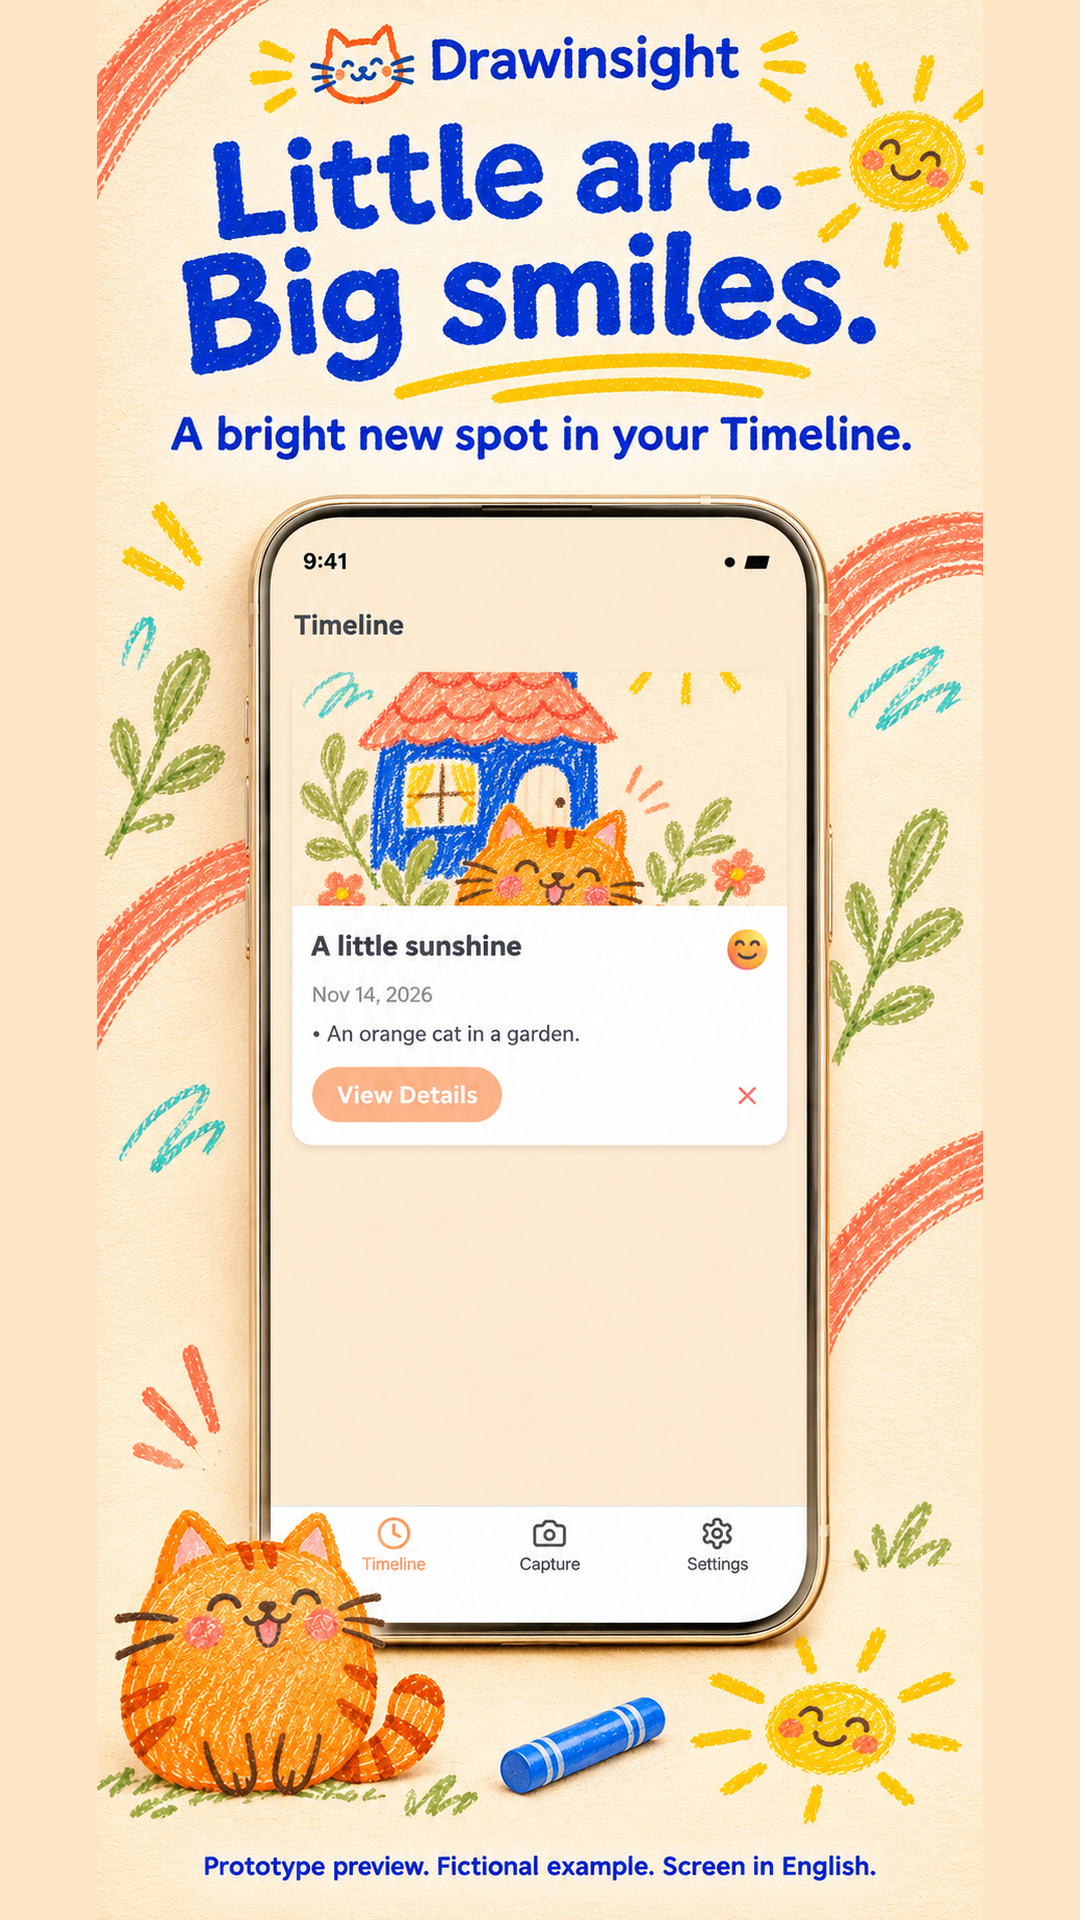 Drawinsight
Little art.
Big smiles.
A bright new spot in your Timeline.
9:41
Timeline
A little sunshine
Nov 14, 2026
• An orange cat in a garden.
View Details
Timeline
Capture
Settings
Prototype preview. Fictional example. Screen in English.